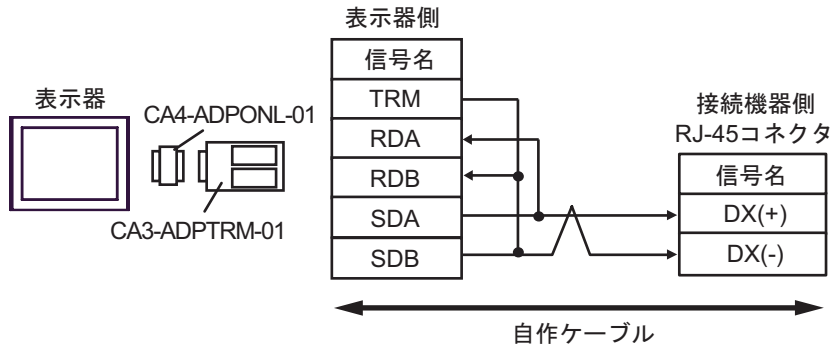 表示器側
信号名
TRM
RDA
RDB
SDA
SDB
表示器
CA4-ADPONL-01
CA3-ADPTRM-01
接続機器側
RJ-45コネクタ
信号名
DX(+)
DX(-)
自作ケーブル